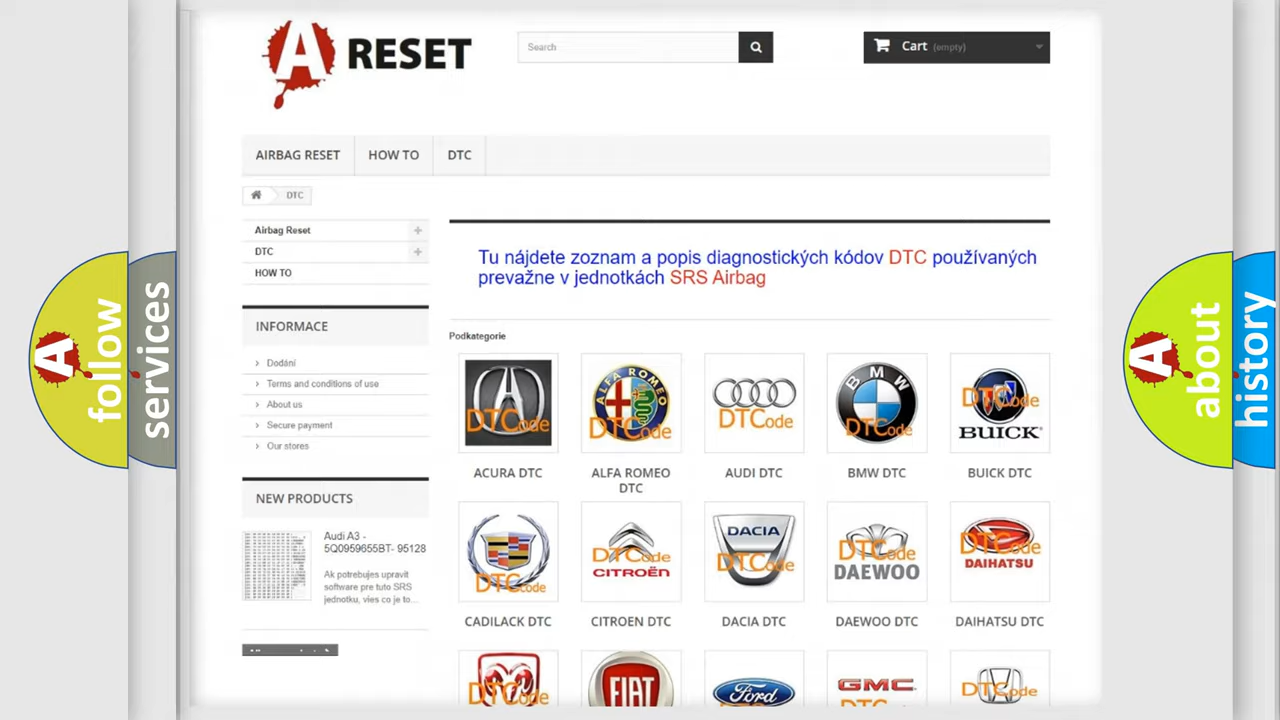 A RESET
Search
Cart (empty)
AIRBAG RESET
HOW TO
DTC
DTC
Airbag Reset
DTC
HOW TO
Tu nájdete zoznam a popis diagnostických kódov DTC používaných
prevažne v jednotkách SRS Airbag
INFORMACE
Dodání
Terms and conditions of use
About us
Secure payment
Our stores
NEW PRODUCTS
Audi A3 -
5Q0959655BT- 95128
Ak potrebujes upravit
software pre tuto SRS
jednotku, vies co je to...
Podkategorie
DTCode
ALFA ROMEO
DTCode
DTCode
BMW
DTCode
DTCode
BUICK
ACURA DTC
ALFA ROMEO
DTC
AUDI DTC
BMW DTC
BUICK DTC
DTCode
DTCode
CITROËN
DACIA
DTCode
DTCode
DAEWOO
DTCode
DAIHATSU
CADILACK DTC
CITROEN DTC
DACIA DTC
DAEWOO DTC
DAIHATSU DTC
DTCode
FIAT
Ford
GMC
DTCode
A follow
services
A about
history